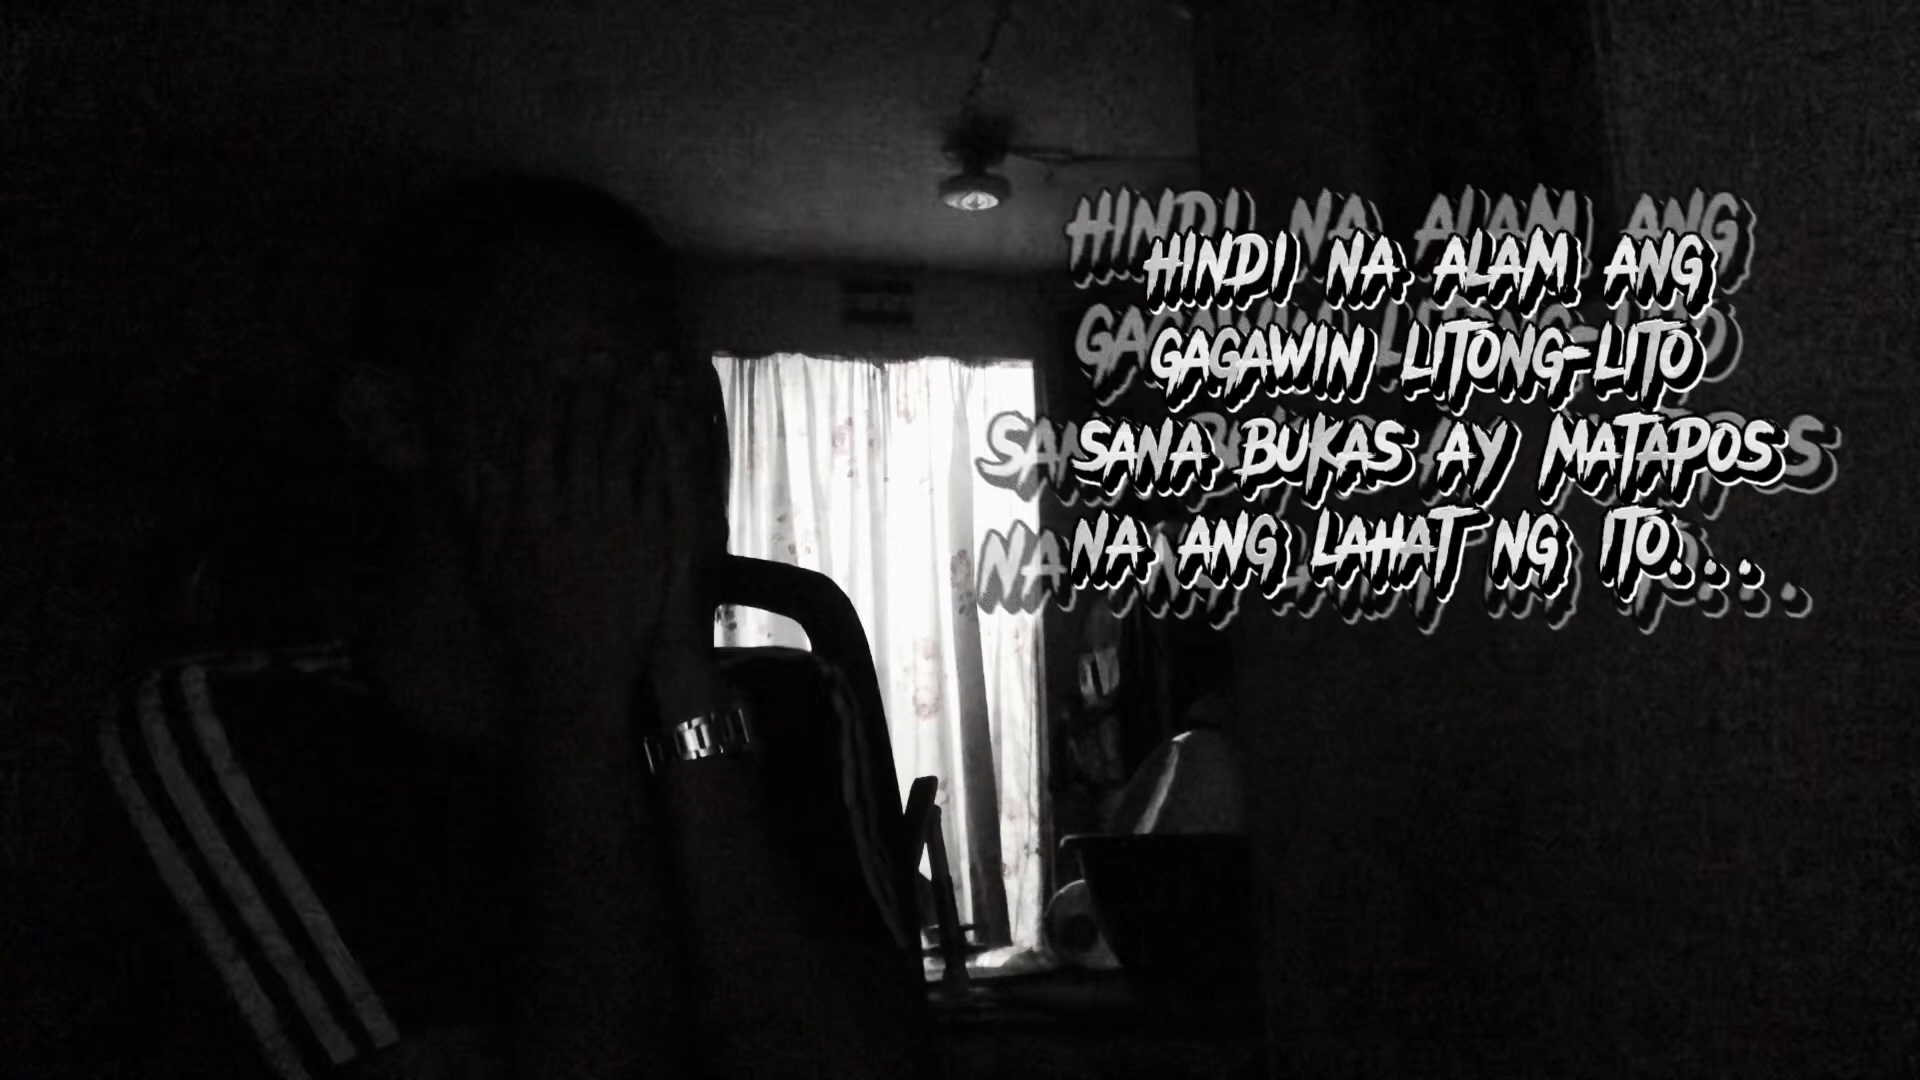 HINDI NA ALAM ANG
GAGAWIN LITONG-LITO
SANA BUKAS AY MATAPOS
NA ANG LAHAT NG ITO....